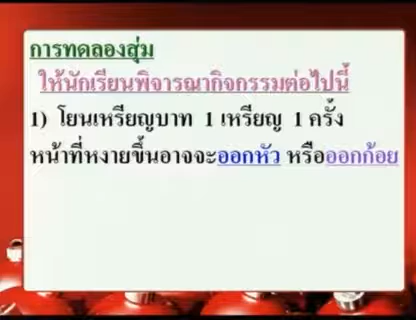 การทดลองสุ่ม
ให้นักเรียนพิจารณากิจกรรมต่อไปนี้
1) โยนเหรียญบาท 1 เหรียญ 1 ครั้ง
หน้าที่หงายขึ้นอาจจะออกหัว หรือออกก้อย